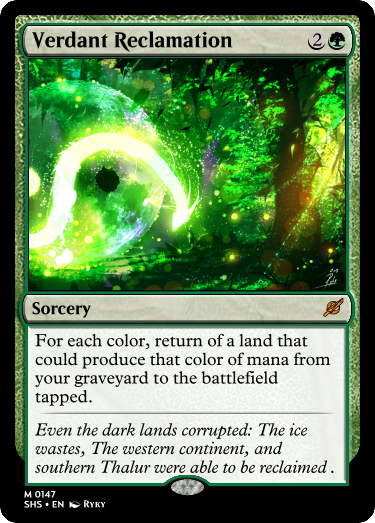 Verdant Reclamation 2
Sorcery
For each color, return of a land that
could produce that color of mana from
your graveyard to the battlefield
tapped.
Even the dark lands corrupted: The ice
wastes, The western continent, and
southern Thalur were able to be reclaimed .
M 0147
SHS • EN Ryky